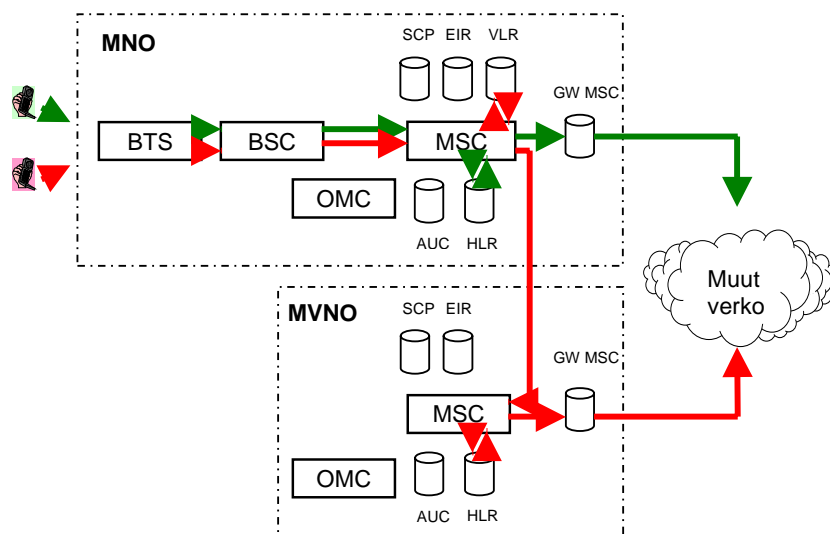 MNO
SCP EIR VLR
GW MSC
BTS
BSC
MSC
OMC
AUC HLR
Muut
verko
MVNO
SCP EIR
GW MSC
MSC
OMC
AUC HLR